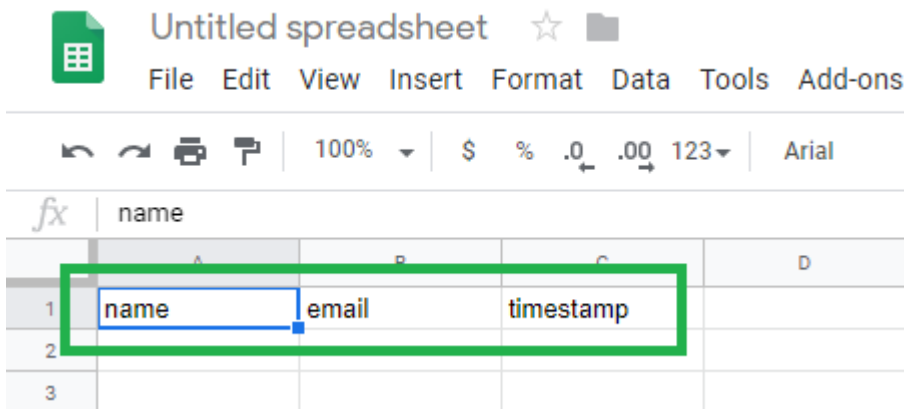 Untitled spreadsheet
File Edit View Insert Format Data Tools Add-ons
100% $ % .0 .00 123 Arial
fx name
A B C D
1 name email timestamp
2
3